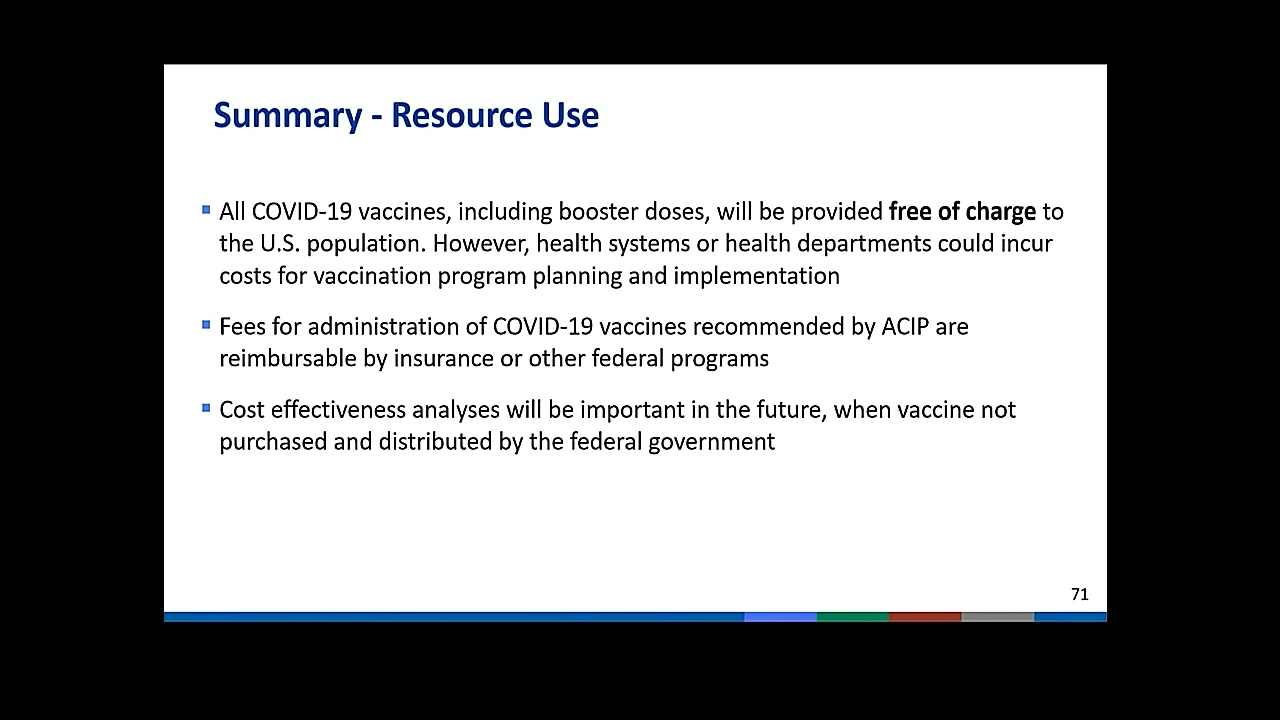 Summary - Resource Use
▪ All COVID-19 vaccines, including booster doses, will be provided free of charge to
the U.S. population. However, health systems or health departments could incur
costs for vaccination program planning and implementation
▪ Fees for administration of COVID-19 vaccines recommended by ACIP are
reimbursable by insurance or other federal programs
▪ Cost effectiveness analyses will be important in the future, when vaccine not
purchased and distributed by the federal government
71